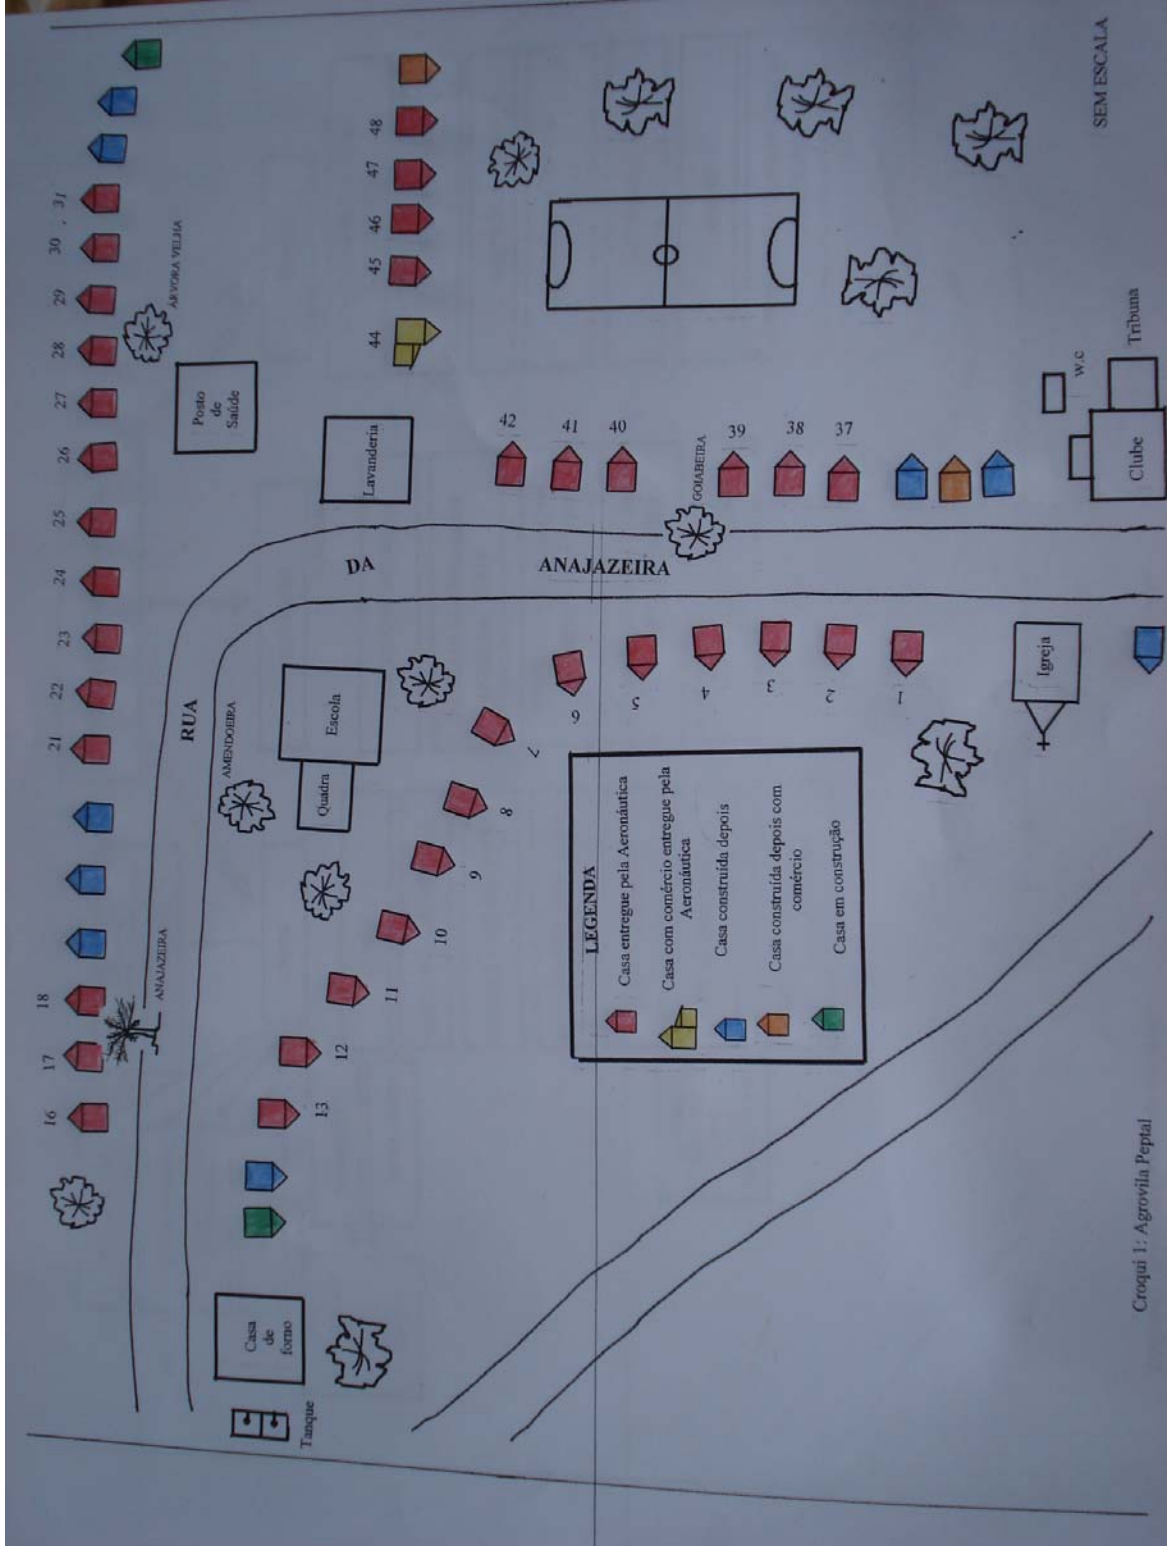 16
17
18
21
22
23
24
25
26
27
28
29
30
31
ANAJAZEIRA
ÁRVORA VELHA
RUA
DA
ANAJAZEIRA
AMENDOEIRA
Posto
de
Saúde
Lavanderia
44
45
46
47
48
Tanque
Casa
de
forno
13
12
11
10
9
8
7
6
5
4
3
2
1
Quadra
Escola
42
41
40
GOIABEIRA
39
38
37
LEGENDA
Casa entregue pela Aeronáutica
Casa com comércio entregue pela
Aeronáutica
Casa construída depois
Casa construída depois com
comércio
Casa em construção
Igreja
Clube
w.c
Tribuna
Croqui 1: Agrovila Peptal
SEM ESCALA